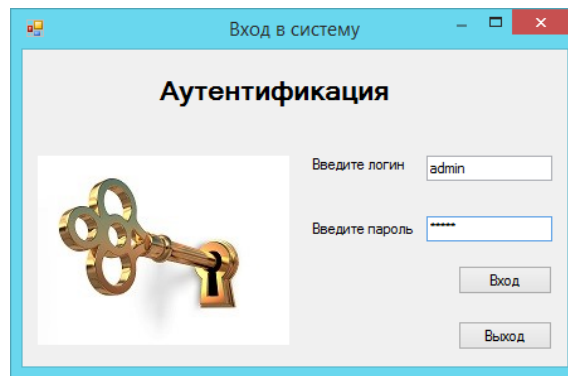 Вход в систему
Аутентификация
Введите логин admin
Введите пароль *****
Вход
Выход